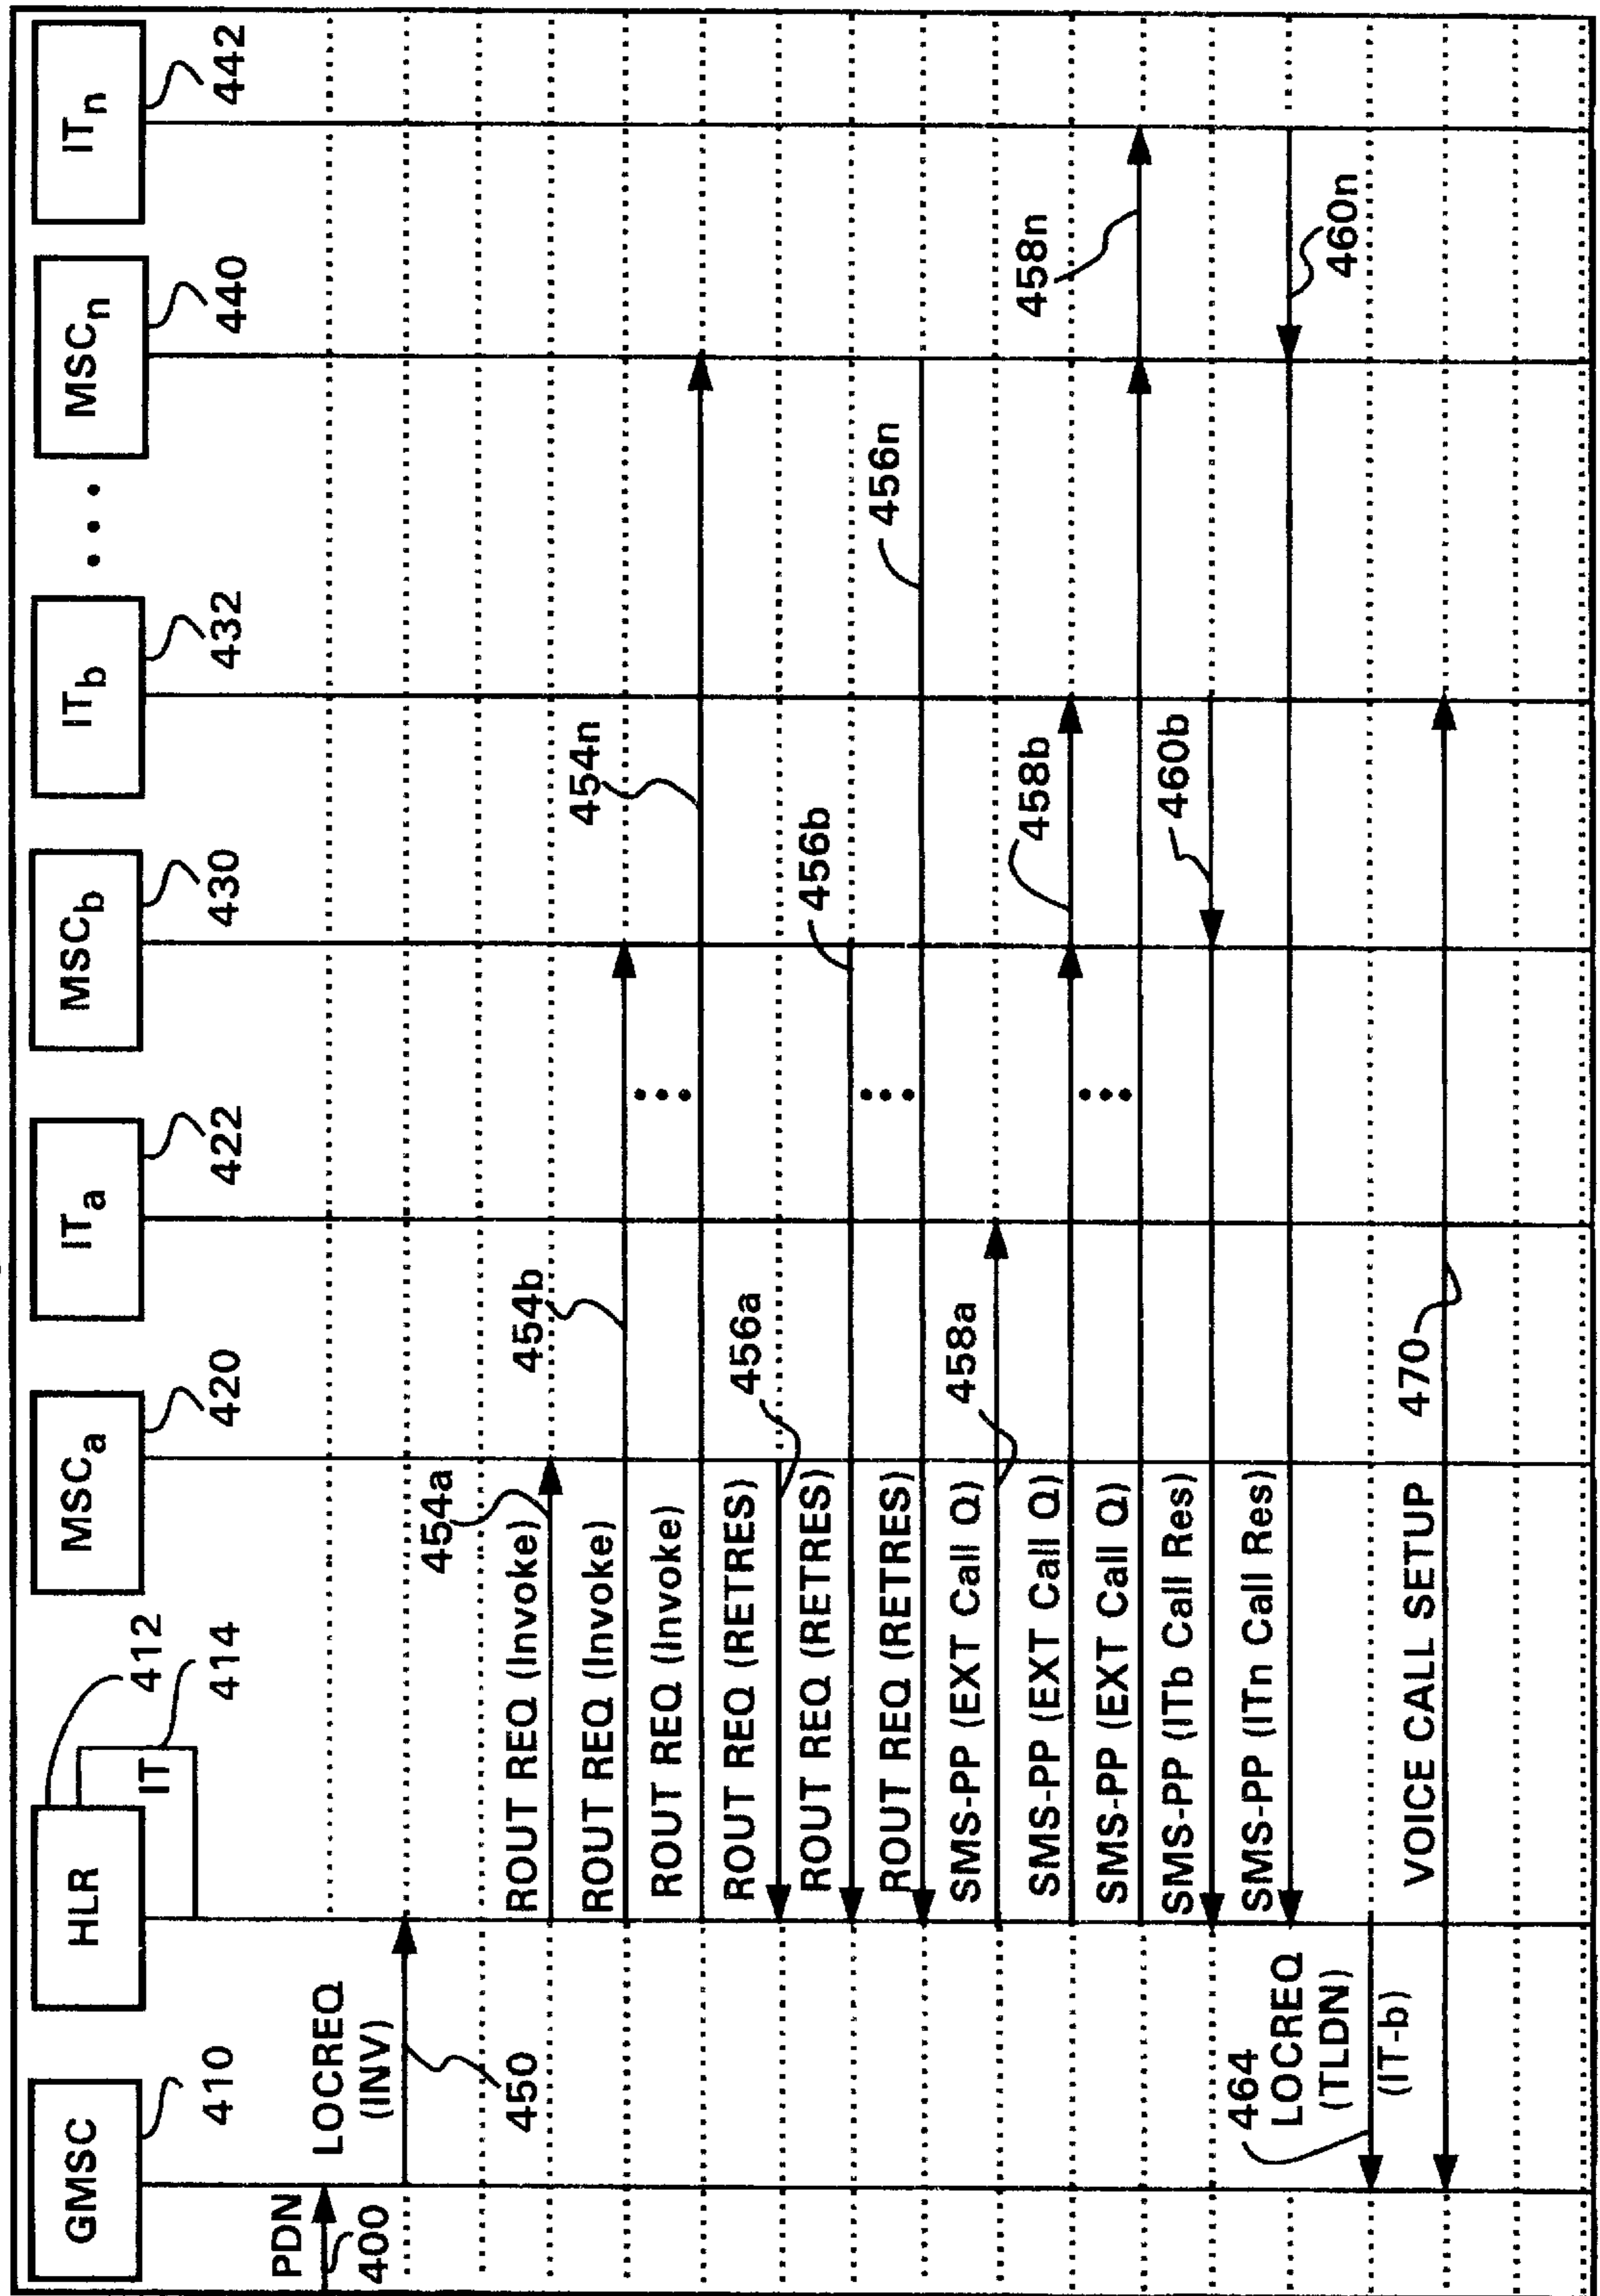 GMSC
410
HLR
412
IT
414
MSCa
420
ITa
422
MSCb
430
ITb
432
• • •
MSCn
440
ITn
442
PDN
400
LOCREQ
(INV)
450
ROUT REQ (Invoke)
454a
ROUT REQ (Invoke)
454b
• • •
ROUT REQ (Invoke)
454n
ROUT REQ (RETRES)
456a
ROUT REQ (RETRES)
456b
• • •
ROUT REQ (RETRES)
456n
SMS-PP (EXT Call Q)
458a
SMS-PP (EXT Call Q)
458b
• • •
SMS-PP (EXT Call Q)
458n
SMS-PP (ITb Call Res)
460b
SMS-PP (ITn Call Res)
460n
464
LOCREQ
(TLDN)
(IT-b)
VOICE CALL SETUP
470